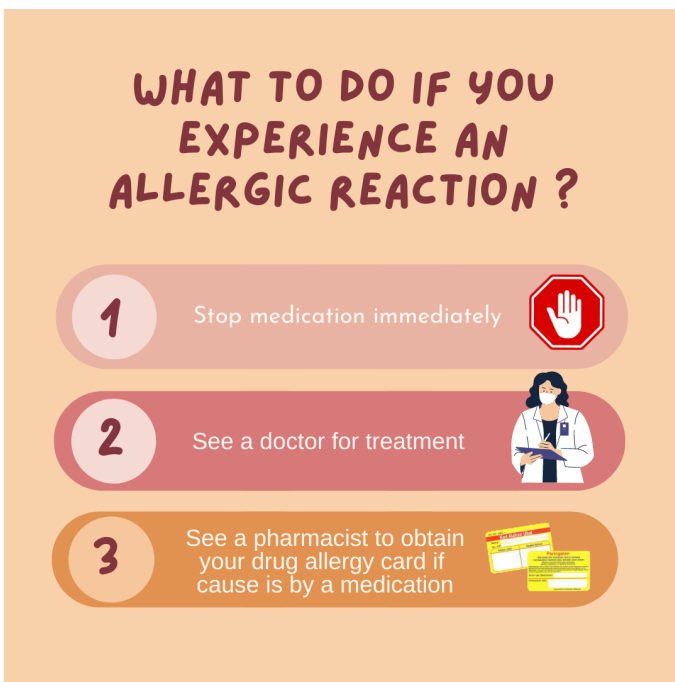 WHAT TO DO IF YOU
EXPERIENCE AN
ALLERGIC REACTION ?
1
Stop medication immediately
2
See a doctor for treatment
3
See a pharmacist to obtain
your drug allergy card if
cause is by a medication
Peringatan